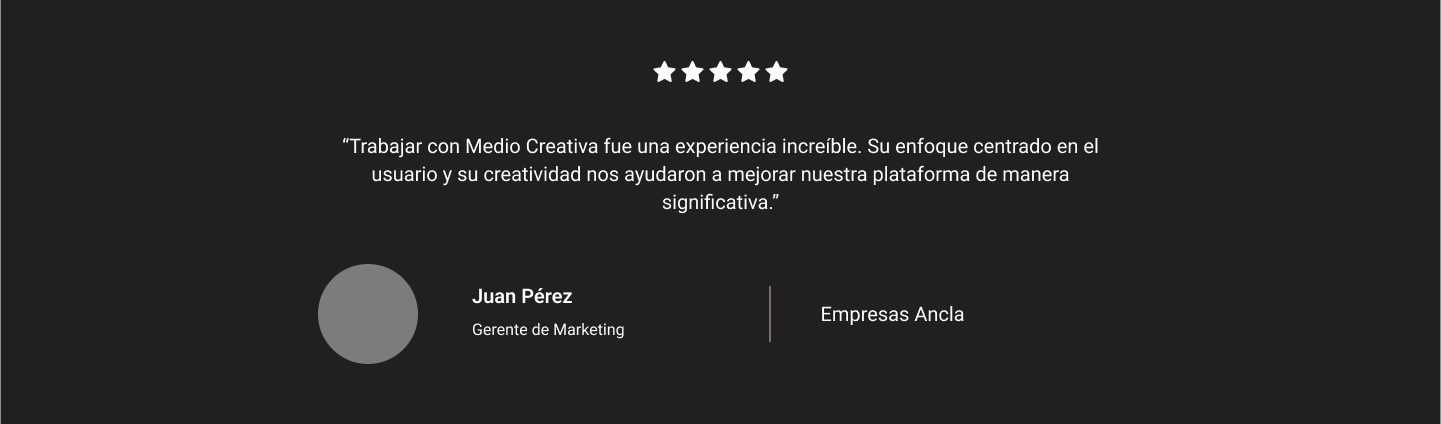 “Trabajar con Medio Creativa fue una experiencia increíble. Su enfoque centrado en el
usuario y su creatividad nos ayudaron a mejorar nuestra plataforma de manera
significativa.”
Juan Pérez
Gerente de Marketing
Empresas Ancla